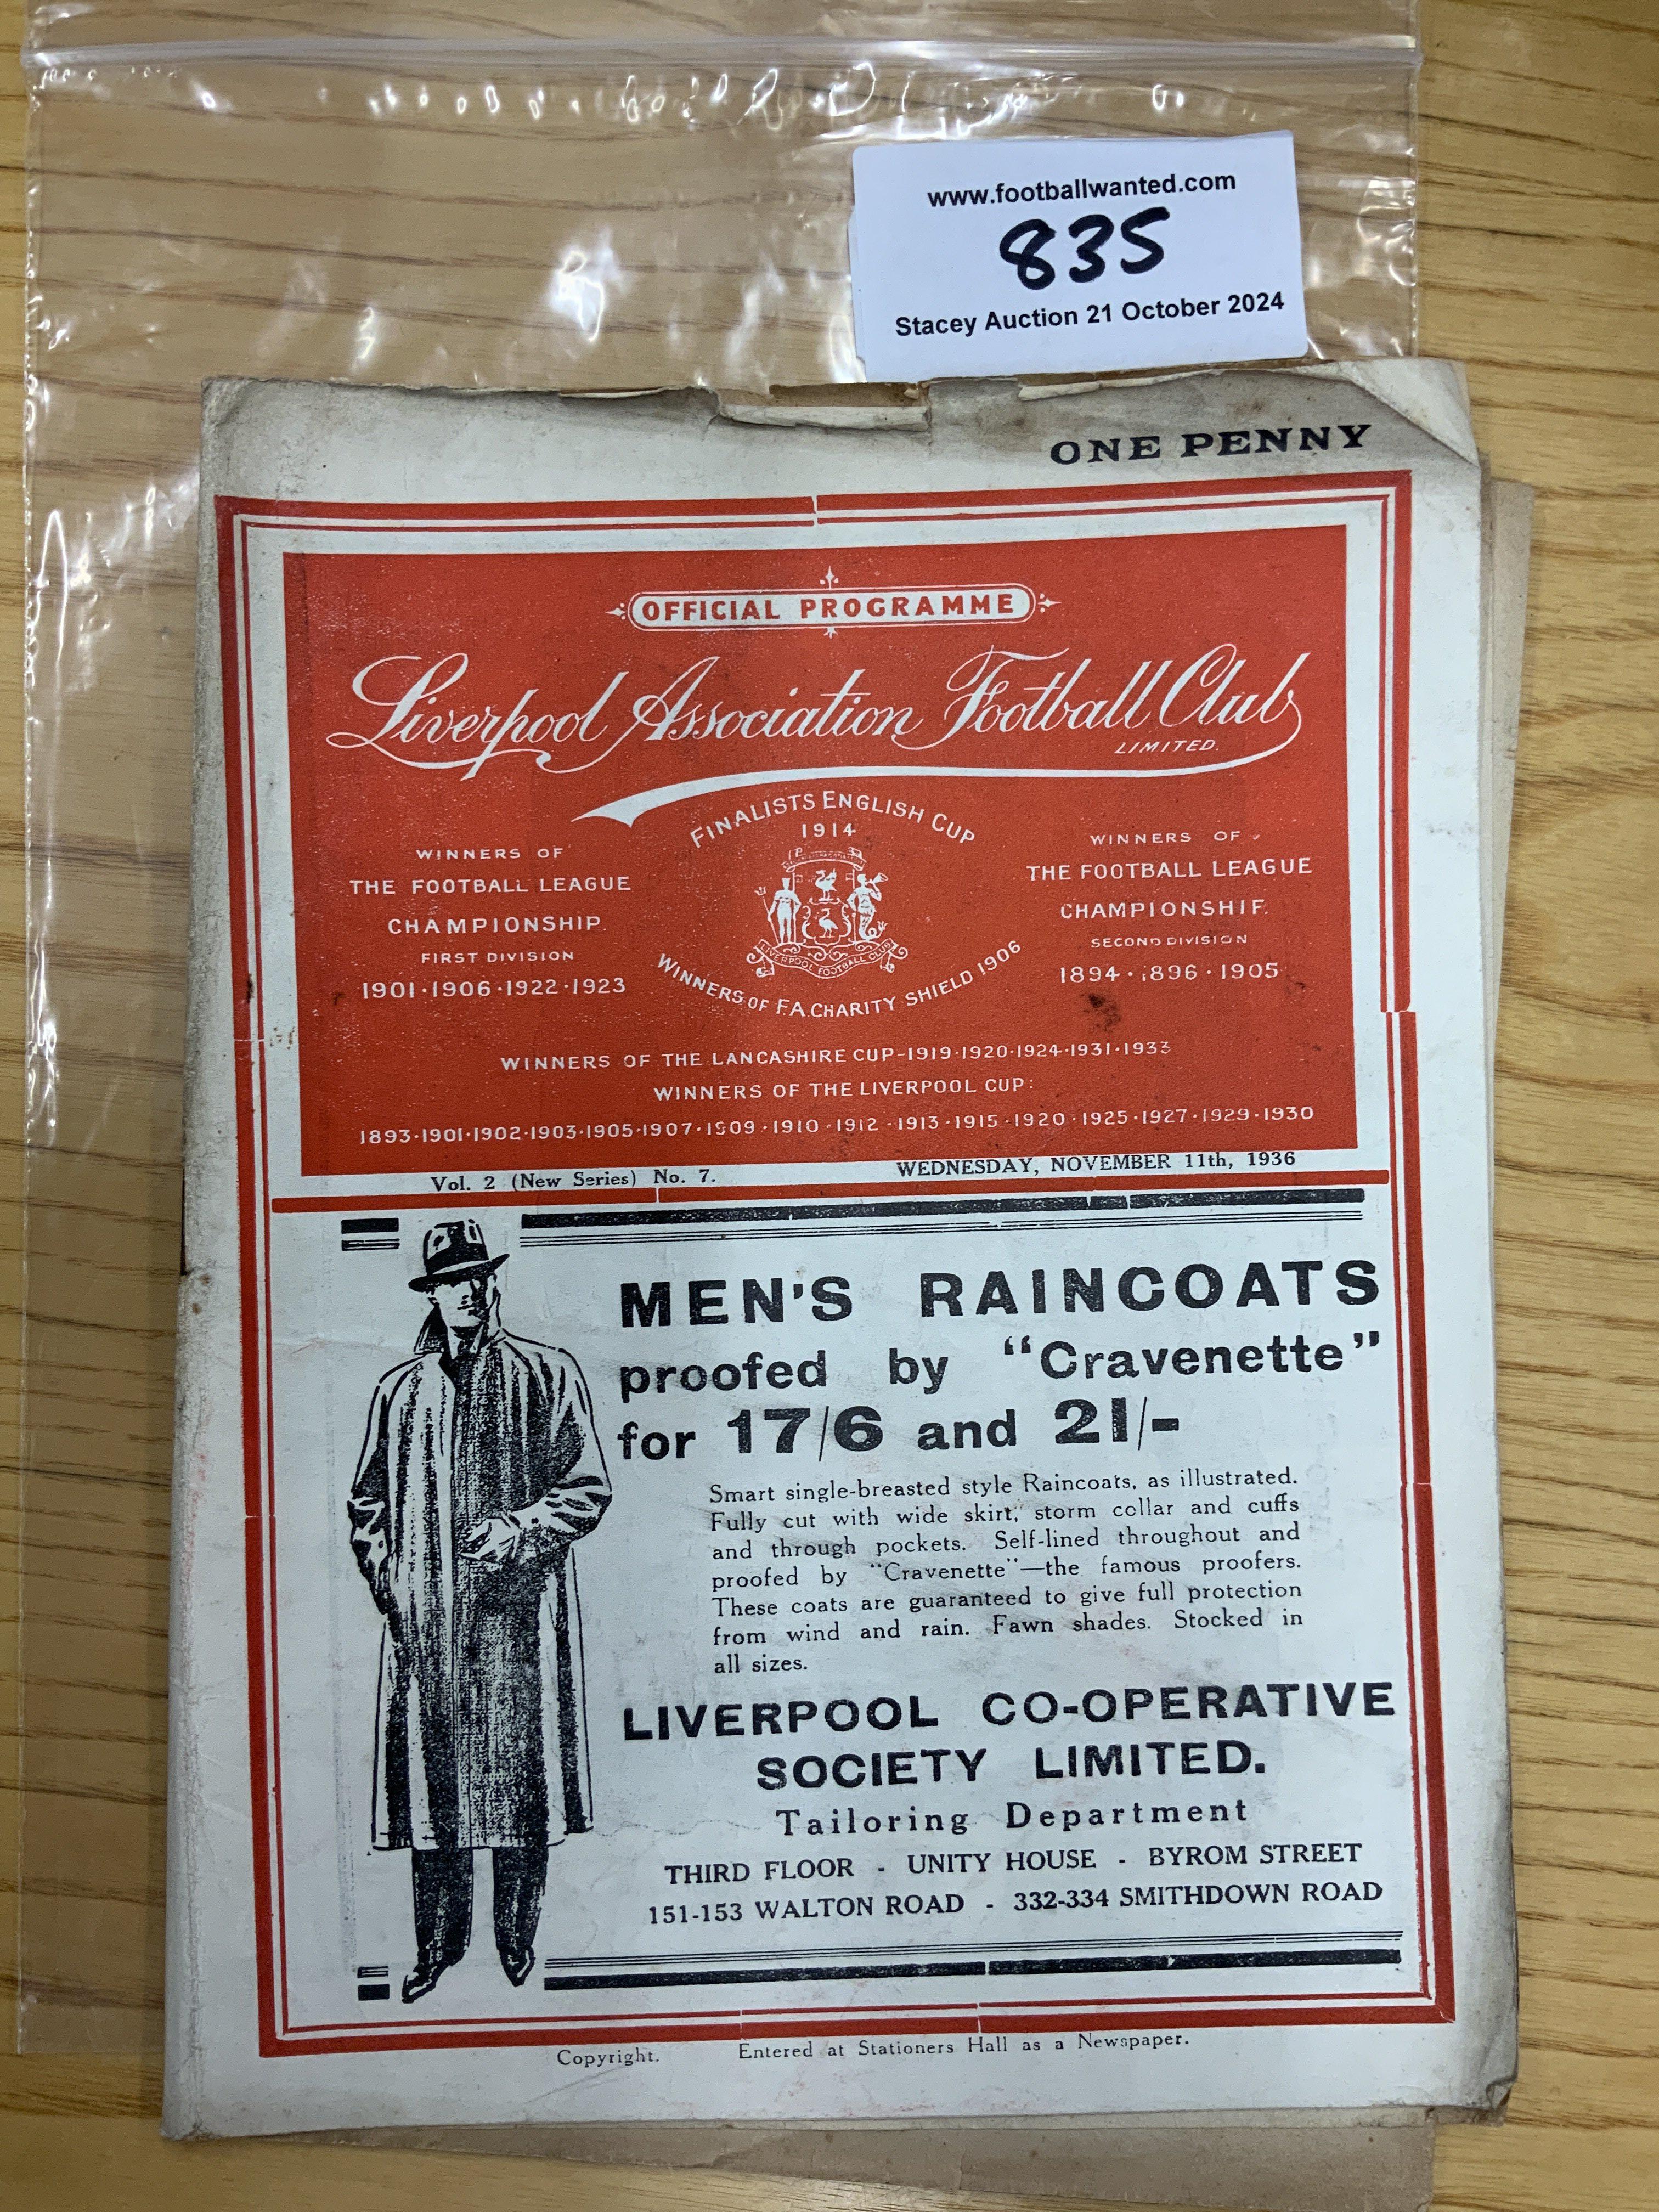 www.footballwanted.com
835
Stacey Auction 21 October 2024
ONE PENNY
OFFICIAL PROGRAMME
Liverpool Association Football Club
LIMITED.
FINALISTS ENGLISH CUP
1914
WINNERS OF
THE FOOTBALL LEAGUE
CHAMPIONSHIP.
FIRST DIVISION
1901·1906·1922·1923
LIVERPOOL FOOTBALL CLUB
WINNERS OF F.A. CHARITY SHIELD 1906
WINNERS OF
THE FOOTBALL LEAGUE
CHAMPIONSHIP.
SECOND DIVISION
1894·1896·1905
WINNERS OF THE LANCASHIRE CUP-1919·1920·1924·1931·1933
WINNERS OF THE LIVERPOOL CUP:
1893·1901·1902·1903·1905·1907·1909·1910·1912·1913·1915·1920·1925·1927·1929·1930
Vol. 2 (New Series) No. 7. WEDNESDAY, NOVEMBER 11th, 1936
MEN'S RAINCOATS
proofed by "Cravenette"
for 17/6 and 21/-
Smart single-breasted style Raincoats, as illustrated.
Fully cut with wide skirt, storm collar and cuffs
and through pockets. Self-lined throughout and
proofed by "Cravenette"—the famous proofers.
These coats are guaranteed to give full protection
from wind and rain. Fawn shades. Stocked in
all sizes.
LIVERPOOL CO-OPERATIVE
SOCIETY LIMITED.
Tailoring Department
THIRD FLOOR - UNITY HOUSE - BYROM STREET
151-153 WALTON ROAD - 332-334 SMITHDOWN ROAD
Copyright. Entered at Stationers Hall as a Newspaper.